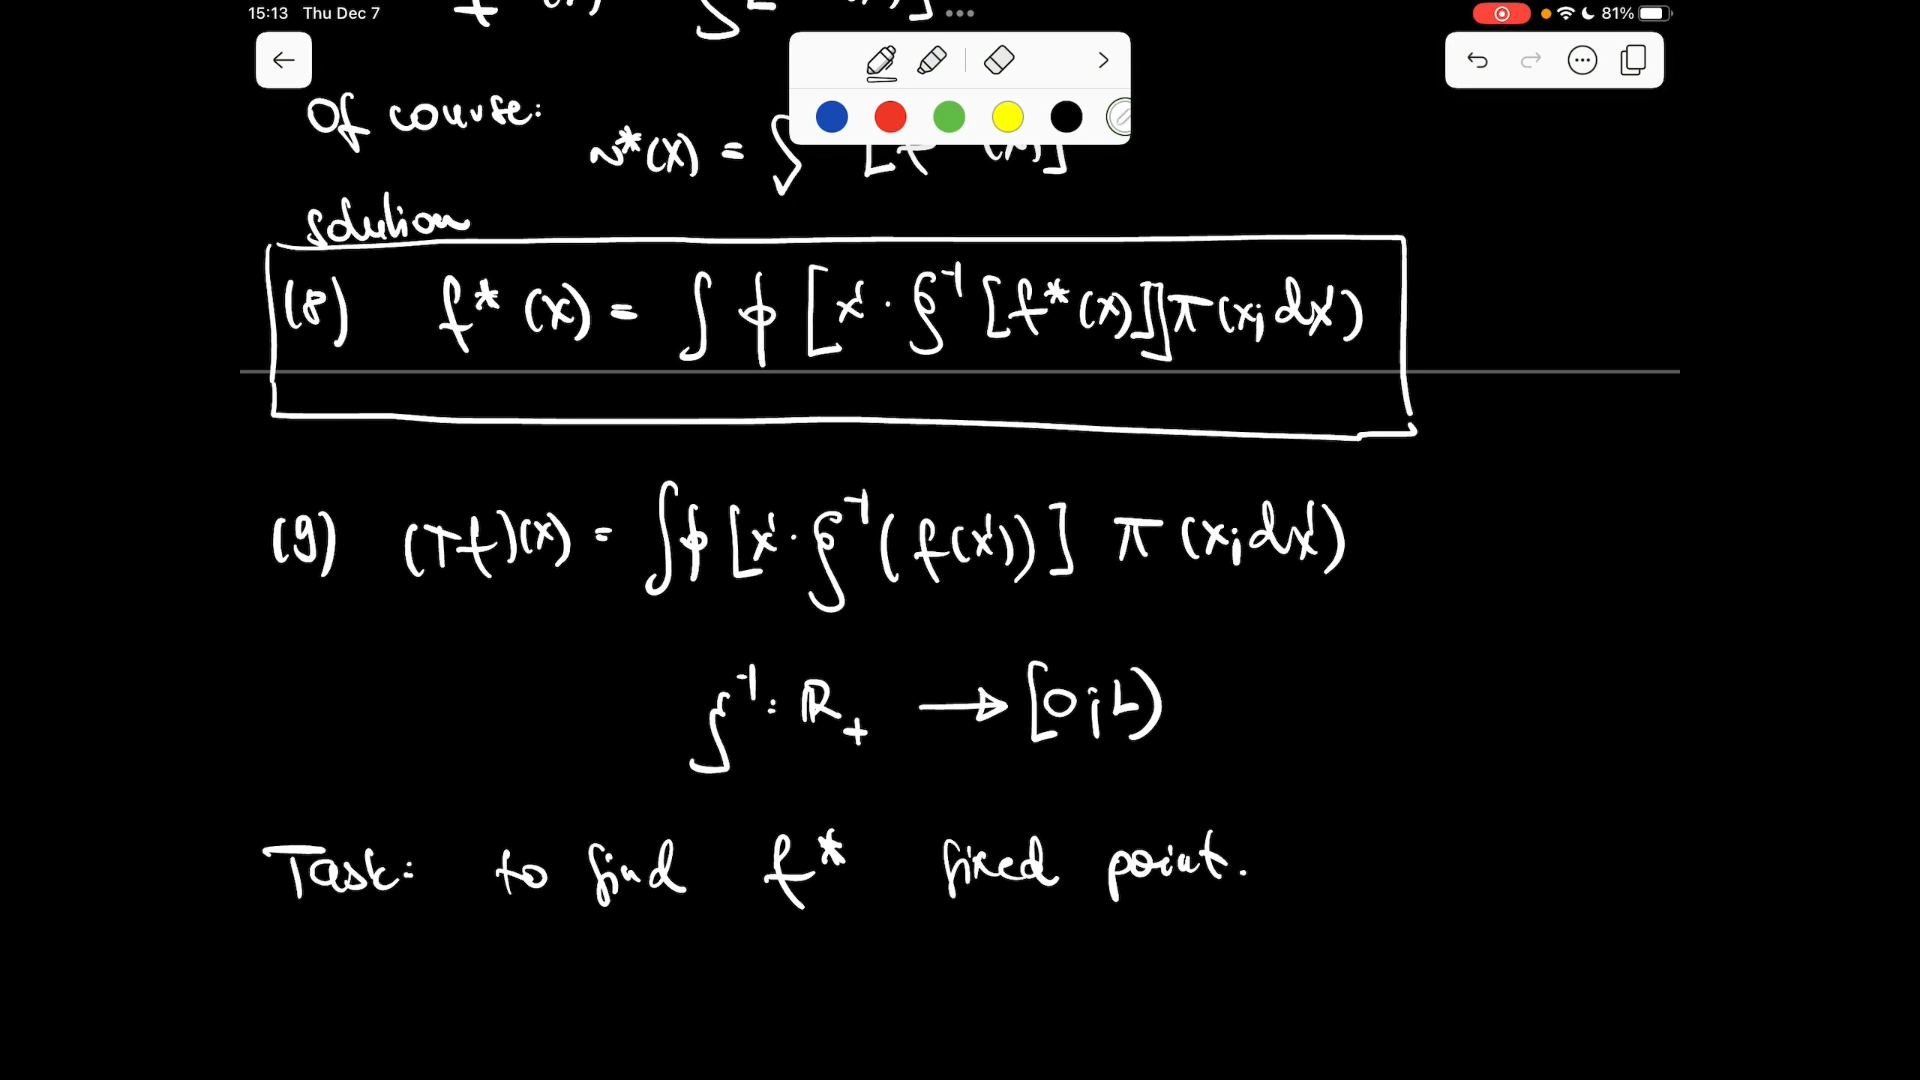 15:13 Thu Dec 7 81%
Of course:
n*(x) = ζ⁻¹[f*(x)]
solution
(8) f*(x) = ∫ φ [x' · ζ⁻¹ [f*(x)]] π(x; dx')
(9) (Tf)(x) = ∫ φ [x' · ζ⁻¹ (f(x'))] π (x; dx')
ζ⁻¹: ℝ₊ → [0; L)
Task: to find f* fixed point.